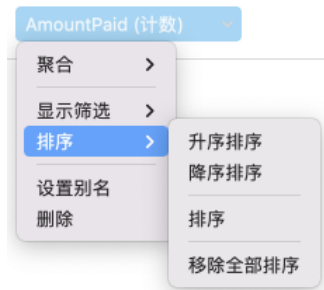 AmountPaid (计数)
聚合
显示筛选
排序
设置别名
删除
升序排序
降序排序
排序
移除全部排序